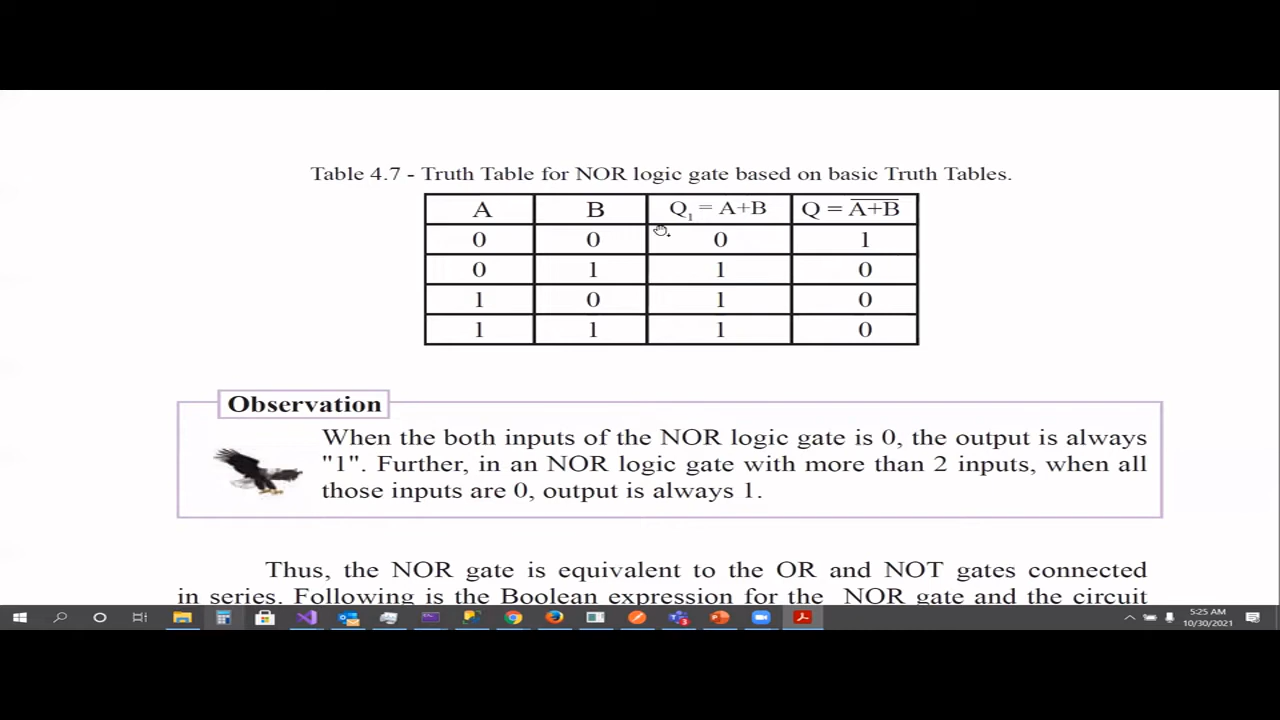 Table 4.7 - Truth Table for NOR logic gate based on basic Truth Tables.
A B Q₁ = A+B Q = A̅+̅B̅
0 0 0 1
0 1 1 0
1 0 1 0
1 1 1 0
Observation
When the both inputs of the NOR logic gate is 0, the output is always
"1". Further, in an NOR logic gate with more than 2 inputs, when all
those inputs are 0, output is always 1.
Thus, the NOR gate is equivalent to the OR and NOT gates connected
in series. Following is the Boolean expression for the NOR gate and the circuit
5:25 AM
10/30/2021